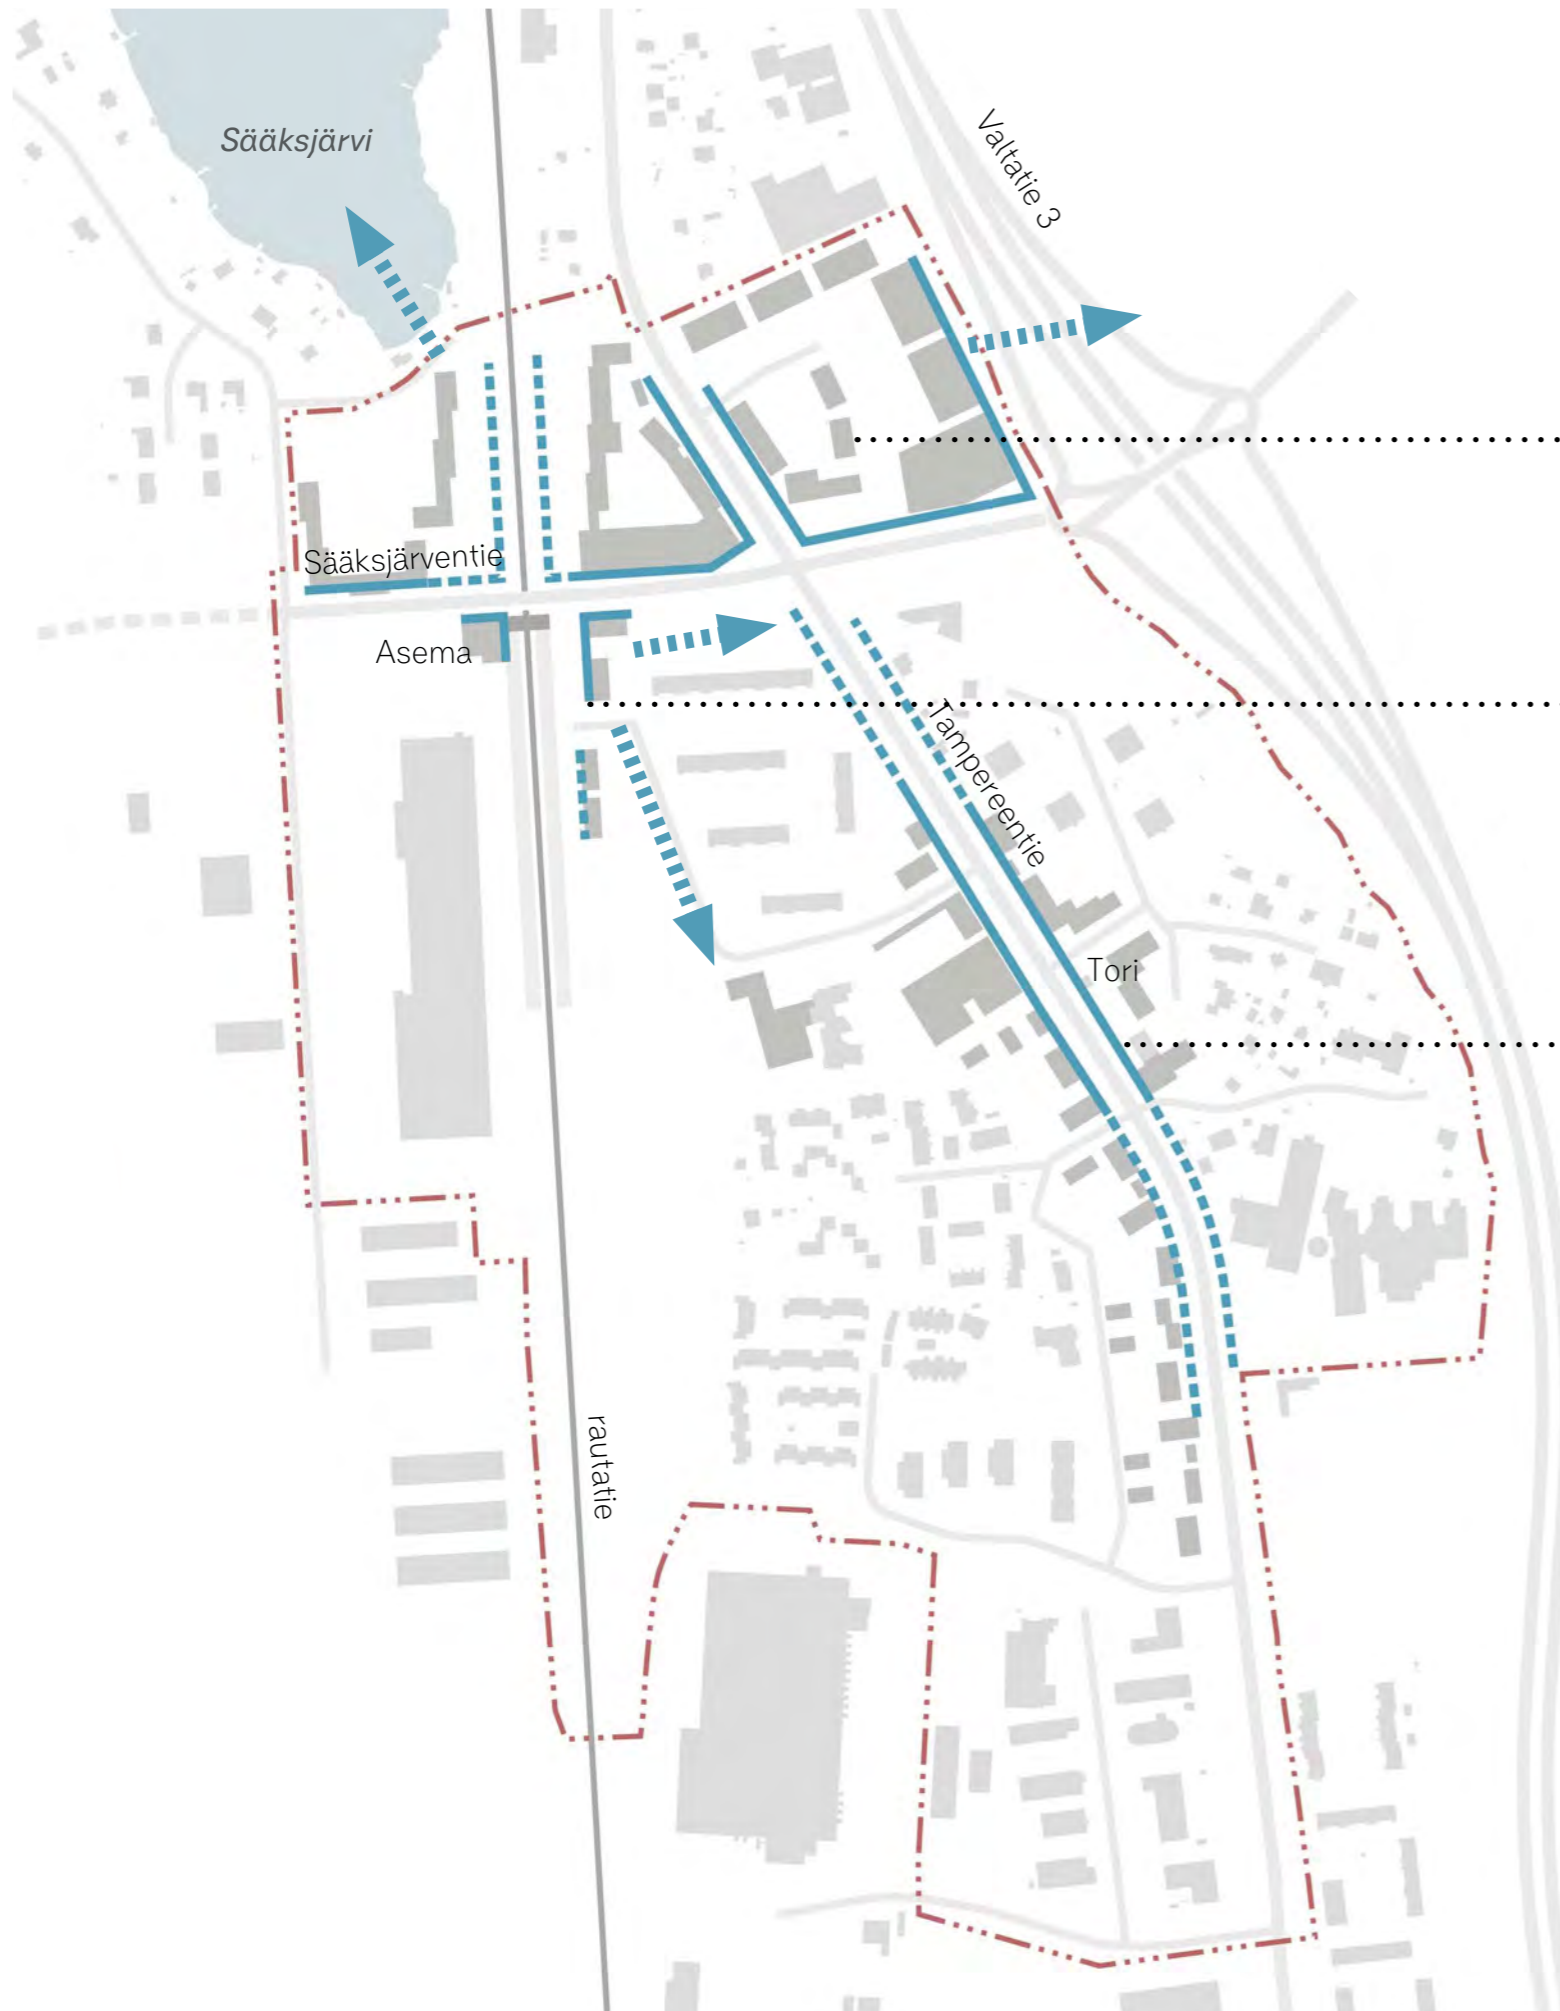 Sääksjärvi
Valtatie 3
Sääksjärventie
Asema
Tampereentie
Tori
rautatie